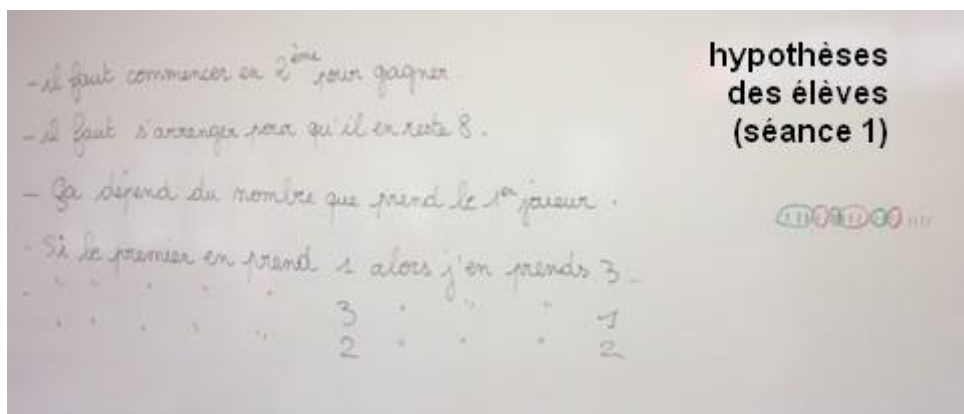 - il faut commencer en 2ème pour gagner
- il faut s'arranger pour qu'il en reste 8.
- Ça dépend du nombre que prend le 1er joueur.
- Si le premier en prend 1 alors j'en prends 3 -
- " " " " " 3 " " " 1
" " " " " 2 " " " 2
hypothèses
des élèves
(séance 1)